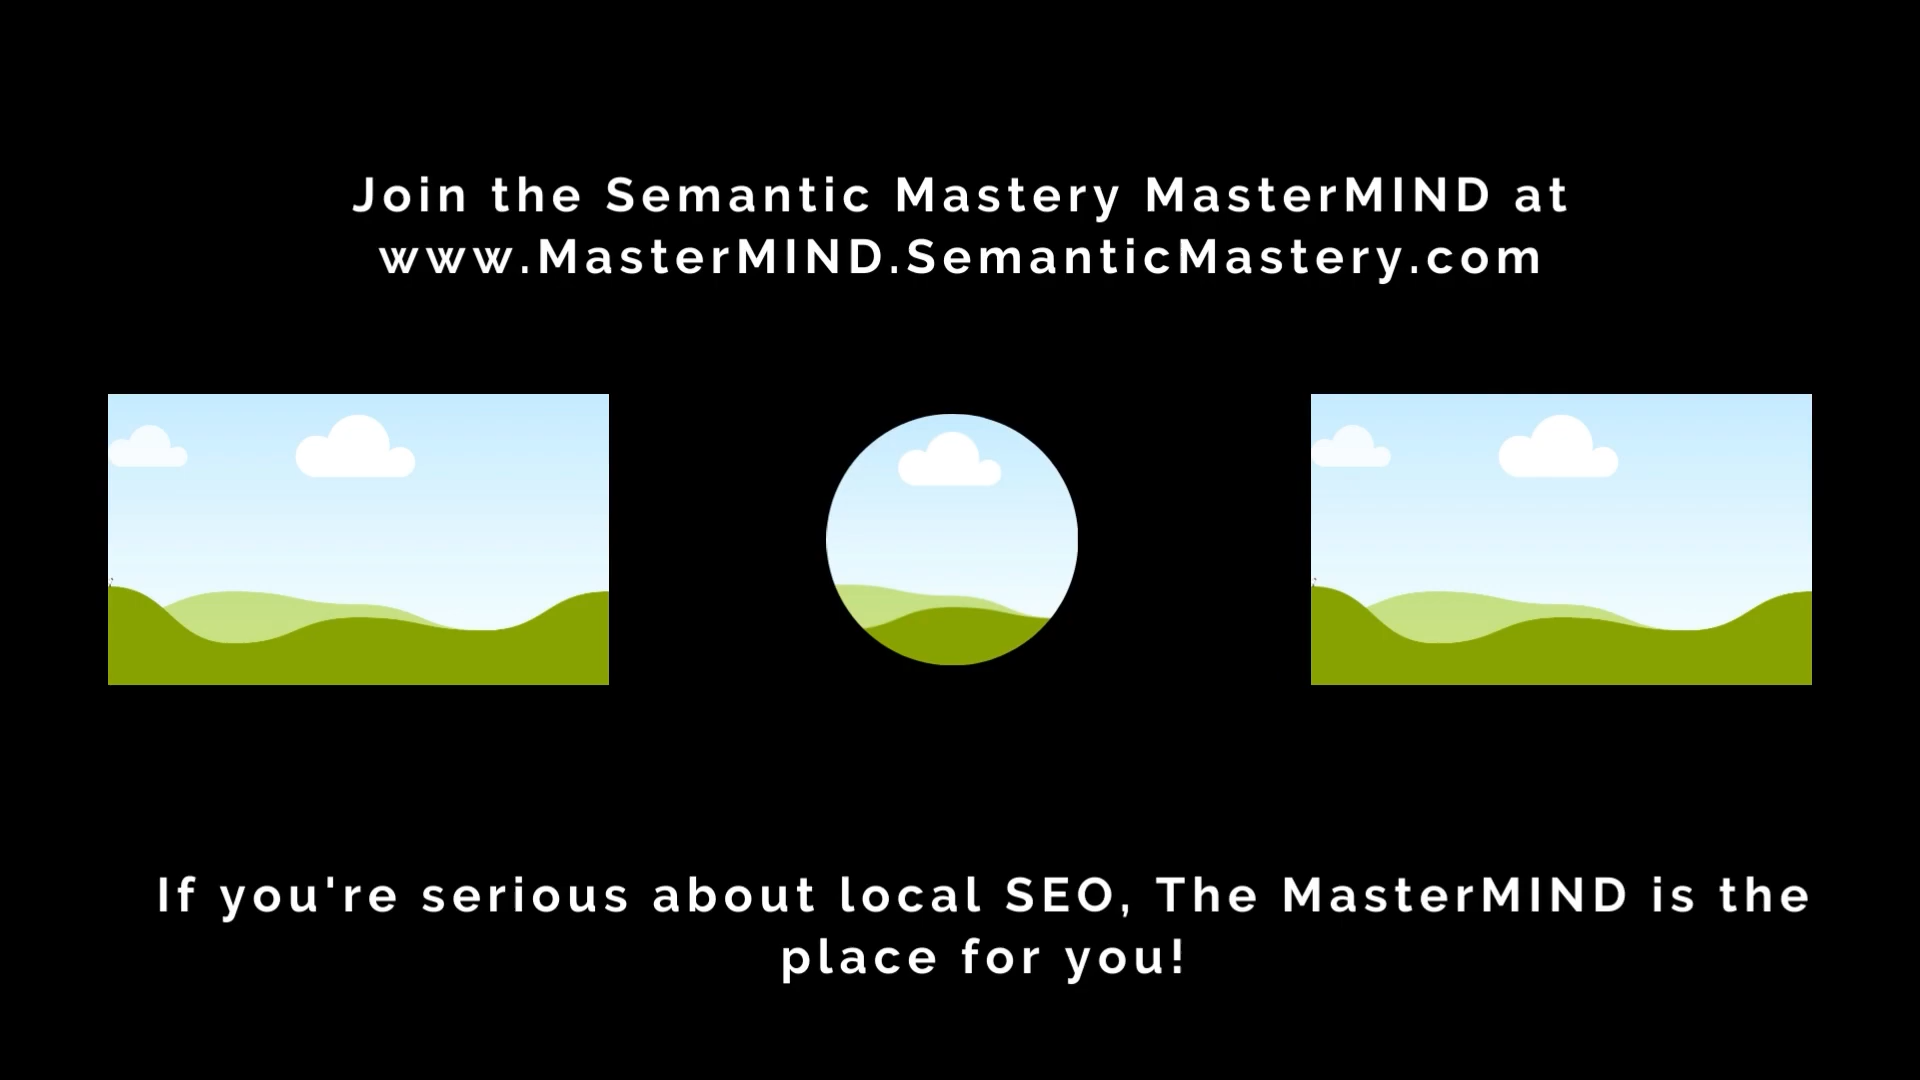 Join the Semantic Mastery MasterMIND at
www.MasterMIND.SemanticMastery.com
If you're serious about local SEO, The MasterMIND is the
place for you!